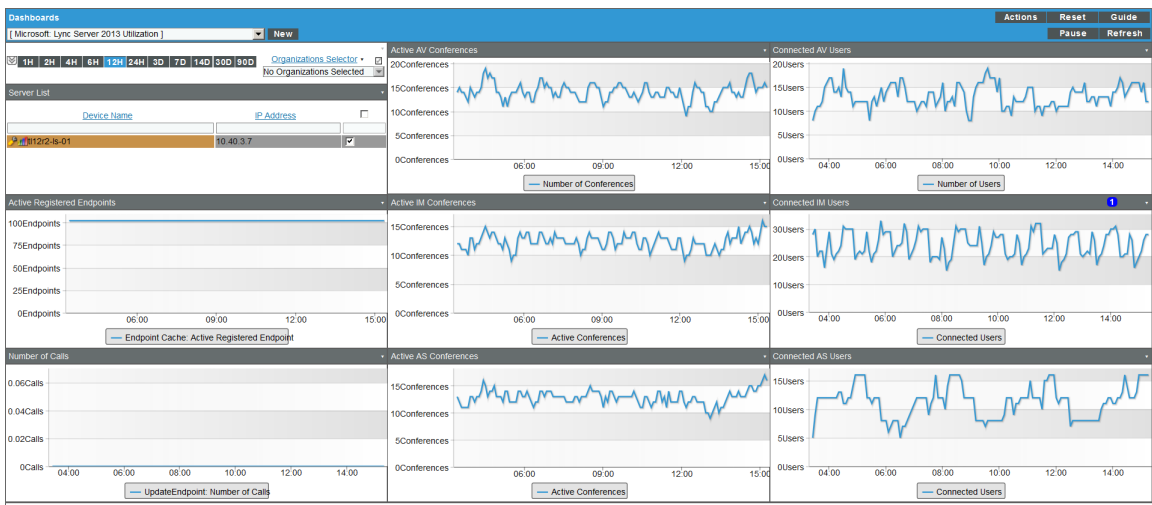 Dashboards
Actions Reset Guide
[ Microsoft: Lync Server 2013 Utilization ] New
Pause Refresh
1H 2H 4H 6H 12H 24H 3D 7D 14D 30D 90D
Organizations Selector
No Organizations Selected
Server List
Device Name IP Address
10.40.3.7
Active AV Conferences
20Conferences
15Conferences
10Conferences
5Conferences
0Conferences
06:00 09:00 12:00 15:00
Number of Conferences
Connected AV Users
20Users
15Users
10Users
5Users
0Users
04:00 06:00 08:00 10:00 12:00 14:00
Number of Users
Active Registered Endpoints
100Endpoints
75Endpoints
50Endpoints
25Endpoints
0Endpoints
06:00 09:00 12:00 15:00
Endpoint Cache: Active Registered Endpoint
Active IM Conferences
15Conferences
10Conferences
5Conferences
0Conferences
06:00 09:00 12:00 15:00
Active Conferences
Connected IM Users
1
30Users
20Users
10Users
0Users
04:00 06:00 08:00 10:00 12:00 14:00
Connected Users
Number of Calls
0.06Calls
0.04Calls
0.02Calls
0Calls
04:00 06:00 08:00 10:00 12:00 14:00
UpdateEndpoint: Number of Calls
Active AS Conferences
15Conferences
10Conferences
5Conferences
0Conferences
06:00 09:00 12:00 15:00
Active Conferences
Connected AS Users
15Users
10Users
5Users
0Users
04:00 06:00 08:00 10:00 12:00 14:00
Connected Users